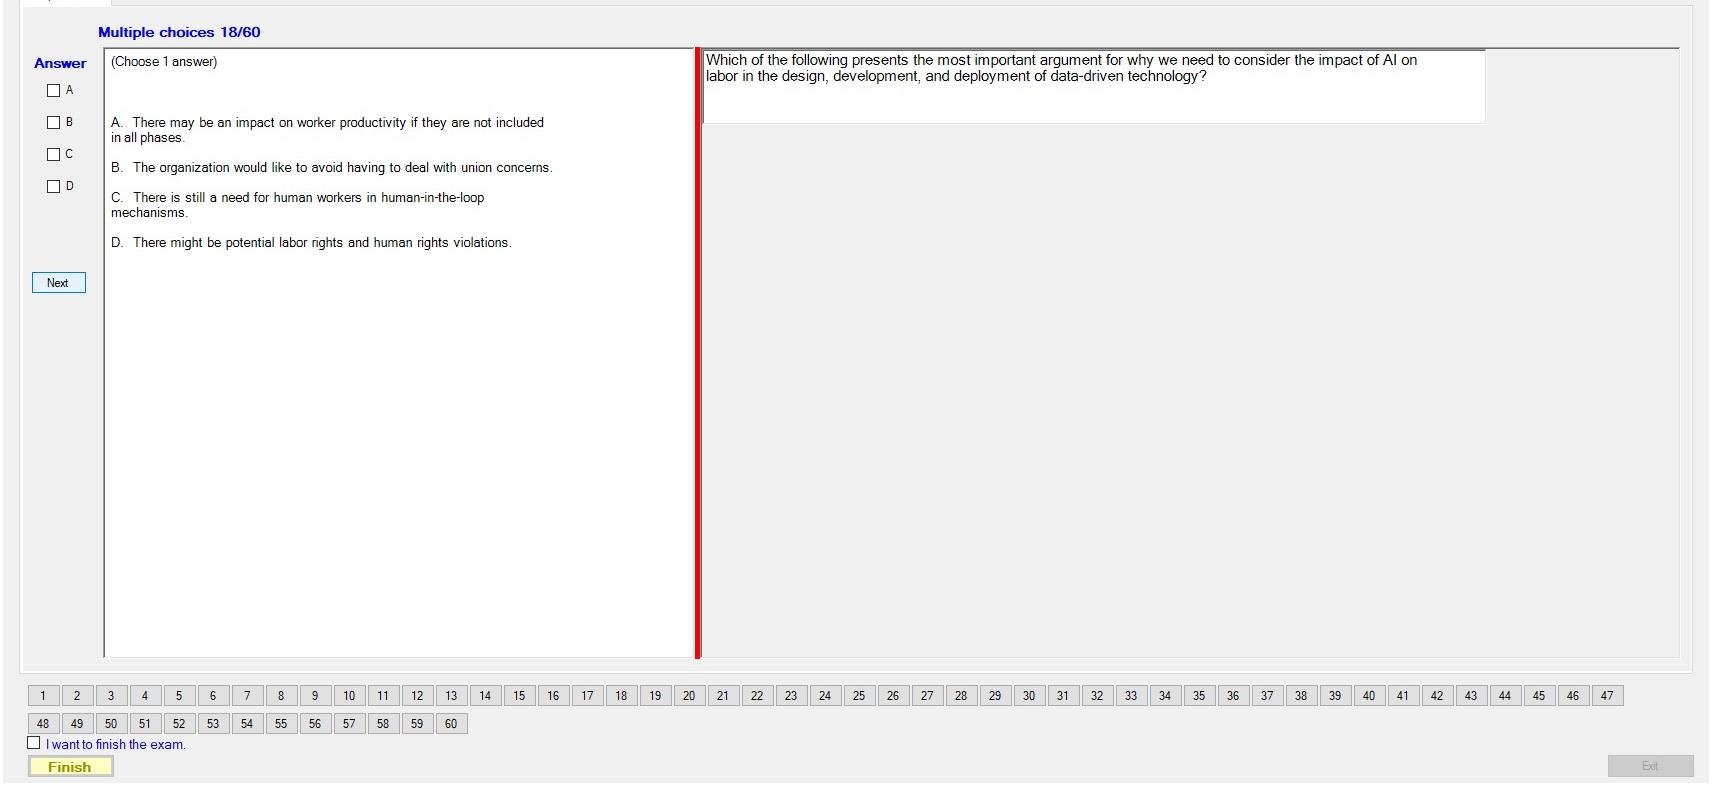 Multiple choices 18/60
Answer
A
B
C
D
Next
(Choose 1 answer)
A. There may be an impact on worker productivity if they are not included
in all phases.
B. The organization would like to avoid having to deal with union concerns.
C. There is still a need for human workers in human-in-the-loop
mechanisms.
D. There might be potential labor rights and human rights violations.
Which of the following presents the most important argument for why we need to consider the impact of AI on
labor in the design, development, and deployment of data-driven technology?
1 2 3 4 5 6 7 8 9 10 11 12 13 14 15 16 17 18 19 20 21 22 23 24 25 26 27 28 29 30 31 32 33 34 35 36 37 38 39 40 41 42 43 44 45 46 47
48 49 50 51 52 53 54 55 56 57 58 59 60
I want to finish the exam.
Finish
Exit